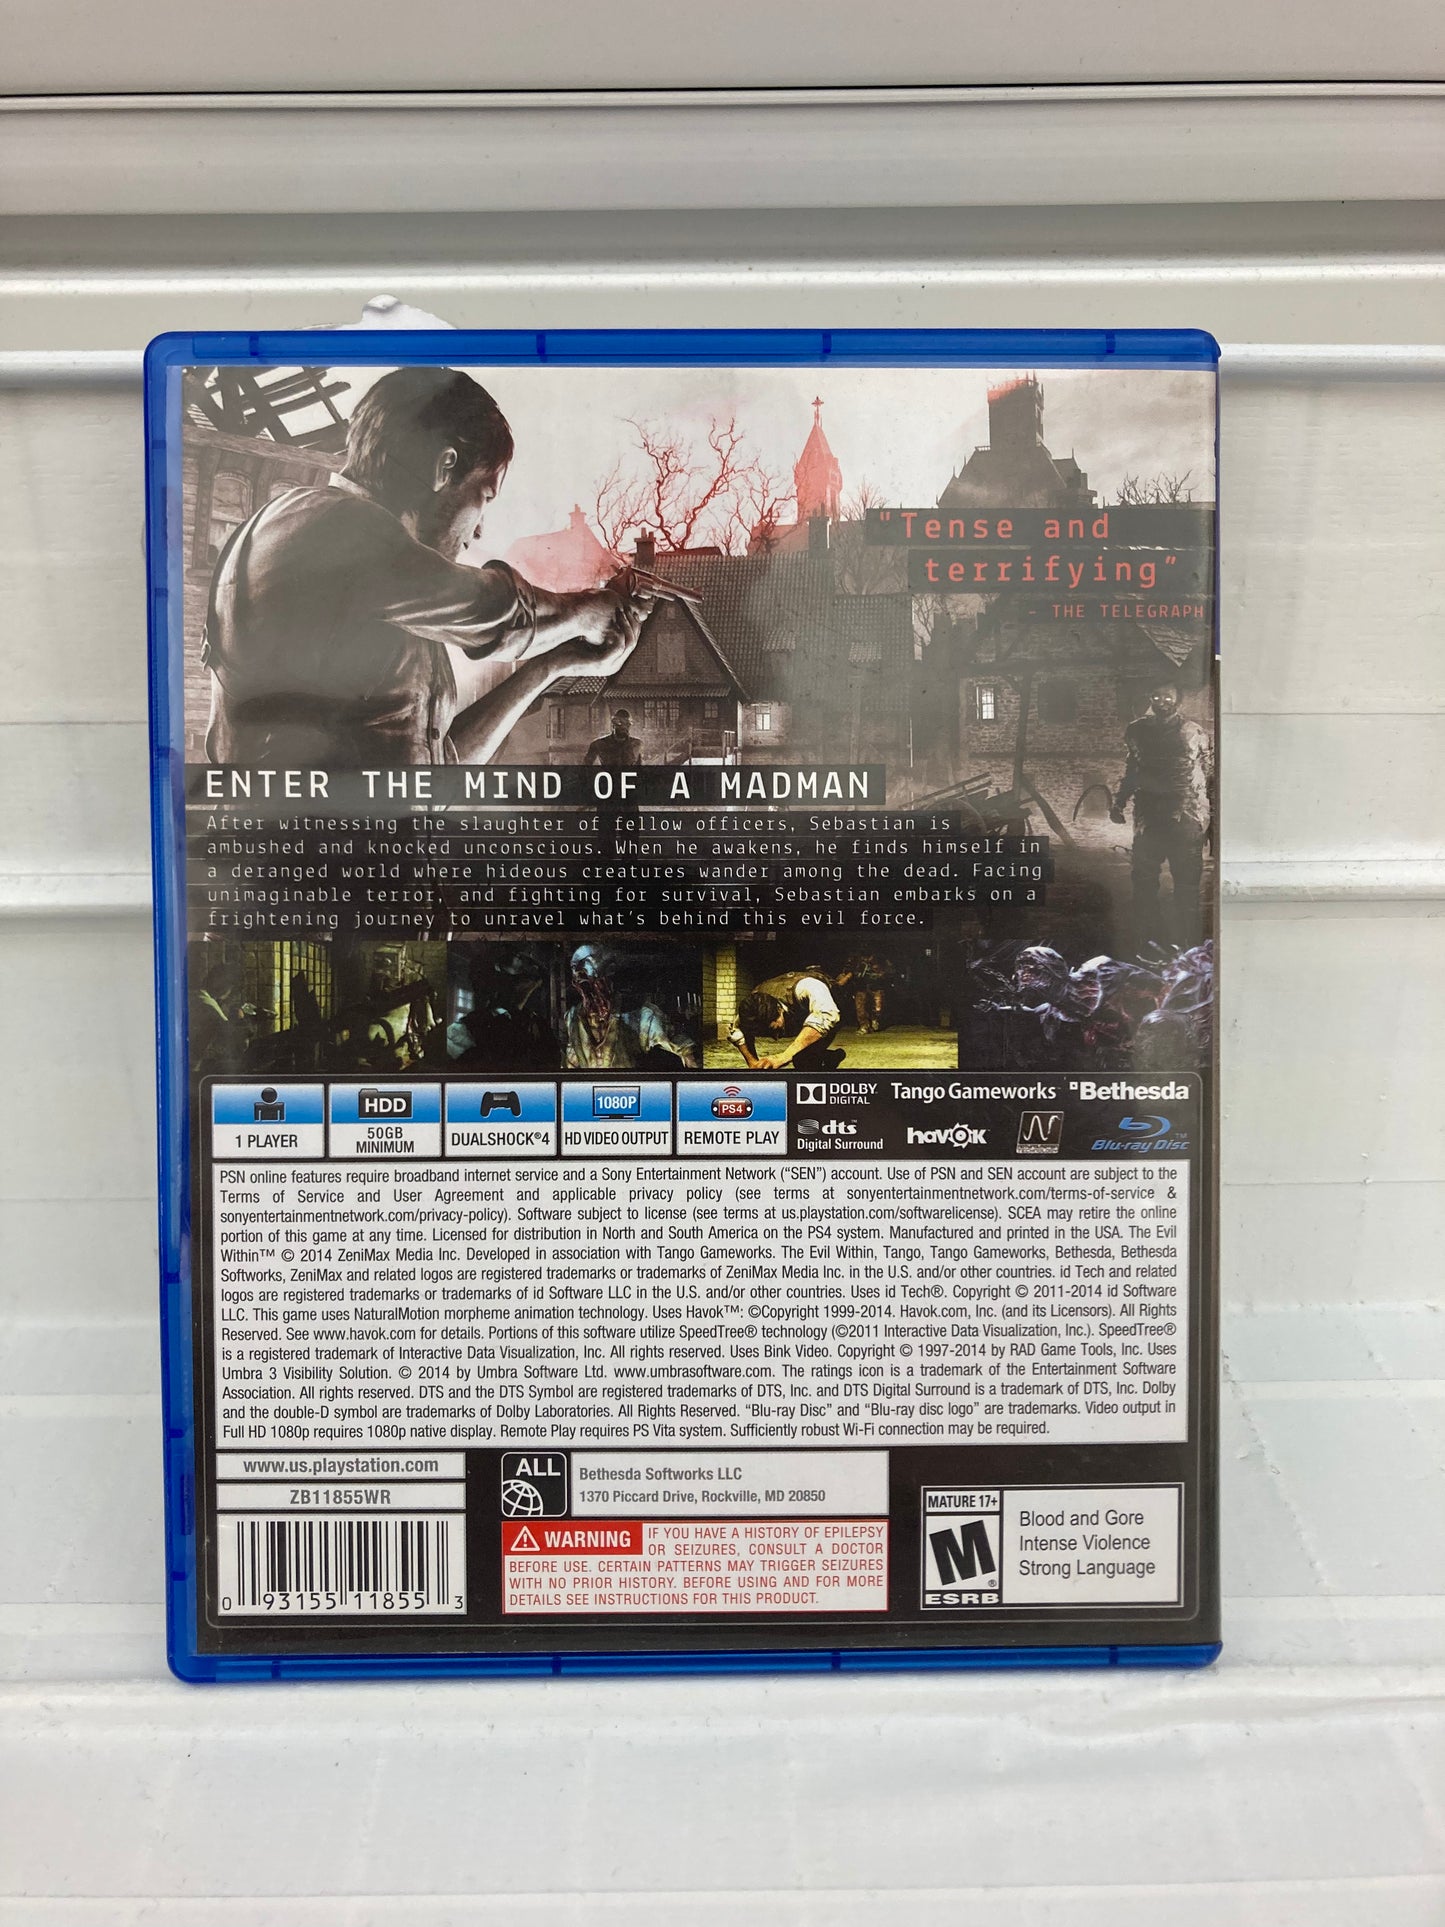 "Tense and
terrifying"
- THE TELEGRAPH
ENTER THE MIND OF A MADMAN
After witnessing the slaughter of fellow officers, Sebastian is
ambushed and knocked unconscious. When he awakens, he finds himself in
a deranged world where hideous creatures wander among the dead. Facing
unimaginable terror, and fighting for survival, Sebastian embarks on a
frightening journey to unravel what's behind this evil force.
1 PLAYER
HDD
50GB
MINIMUM
DUALSHOCK®4
1080P
HD VIDEO OUTPUT
PS4
REMOTE PLAY
DOLBY
DIGITAL
Tango Gameworks
Bethesda
dts
Digital Surround
havok
Blu-ray Disc™
PSN online features require broadband internet service and a Sony Entertainment Network (“SEN”) account. Use of PSN and SEN account are subject to the
Terms of Service and User Agreement and applicable privacy policy (see terms at sonyentertainmentnetwork.com/terms-of-service &
sonyentertainmentnetwork.com/privacy-policy). Software subject to license (see terms at us.playstation.com/softwarelicense). SCEA may retire the online
portion of this game at any time. Licensed for distribution in North and South America on the PS4 system. Manufactured and printed in the USA. The Evil
Within™ © 2014 ZeniMax Media Inc. Developed in association with Tango Gameworks. The Evil Within, Tango, Tango Gameworks, Bethesda, Bethesda
Softworks, ZeniMax and related logos are registered trademarks or trademarks of ZeniMax Media Inc. in the U.S. and/or other countries. id Tech and related
logos are registered trademarks or trademarks of id Software LLC in the U.S. and/or other countries. Uses id Tech®. Copyright © 2011-2014 id Software
LLC. This game uses NaturalMotion morpheme animation technology. Uses Havok™: ©Copyright 1999-2014. Havok.com, Inc. (and its Licensors). All Rights
Reserved. See www.havok.com for details. Portions of this software utilize SpeedTree® technology (©2011 Interactive Data Visualization, Inc.). SpeedTree®
is a registered trademark of Interactive Data Visualization, Inc. All rights reserved. Uses Bink Video. Copyright © 1997-2014 by RAD Game Tools, Inc. Uses
Umbra 3 Visibility Solution. © 2014 by Umbra Software Ltd. www.umbrasoftware.com. The ratings icon is a trademark of the Entertainment Software
Association. All rights reserved. DTS and the DTS Symbol are registered trademarks of DTS, Inc. and DTS Digital Surround is a trademark of DTS, Inc. Dolby
and the double-D symbol are trademarks of Dolby Laboratories. All Rights Reserved. “Blu-ray Disc” and “Blu-ray disc logo” are trademarks. Video output in
Full HD 1080p requires 1080p native display. Remote Play requires PS Vita system. Sufficiently robust Wi-Fi connection may be required.
www.us.playstation.com
ZB11855WR
0 93155 11855 3
ALL
Bethesda Softworks LLC
1370 Piccard Drive, Rockville, MD 20850
WARNING IF YOU HAVE A HISTORY OF EPILEPSY
OR SEIZURES, CONSULT A DOCTOR
BEFORE USE. CERTAIN PATTERNS MAY TRIGGER SEIZURES
WITH NO PRIOR HISTORY. BEFORE USING AND FOR MORE
DETAILS SEE INSTRUCTIONS FOR THIS PRODUCT.
MATURE 17+
M
ESRB
Blood and Gore
Intense Violence
Strong Language